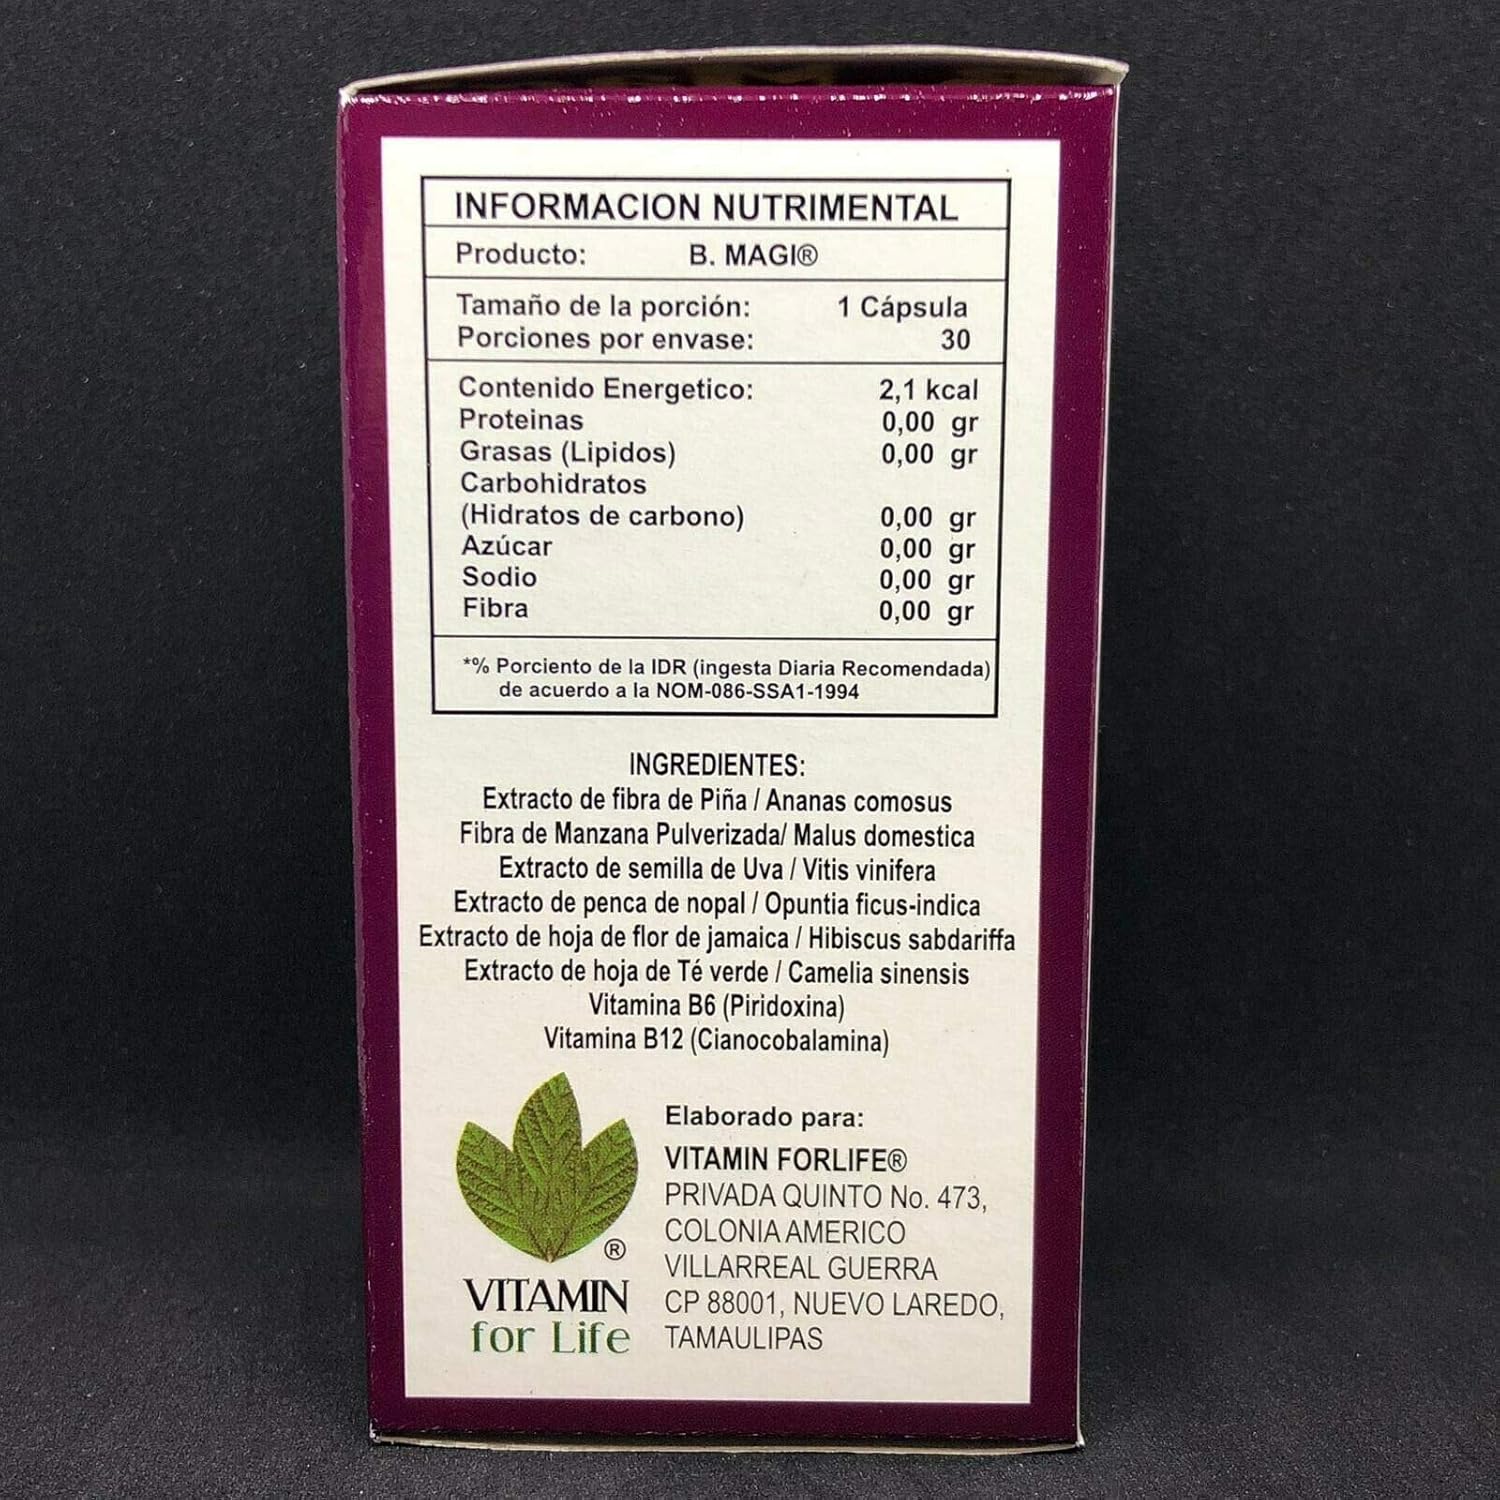 INFORMACION NUTRIMENTAL
Producto: B. MAGI®
Tamaño de la porción: 1 Cápsula
Porciones por envase: 30
Contenido Energetico: 2,1 kcal
Proteinas 0,00 gr
Grasas (Lipidos) 0,00 gr
Carbohidratos
(Hidratos de carbono) 0,00 gr
Azúcar 0,00 gr
Sodio 0,00 gr
Fibra 0,00 gr
*% Porciento de la IDR (ingesta Diaria Recomendada)
de acuerdo a la NOM-086-SSA1-1994
INGREDIENTES:
Extracto de fibra de Piña / Ananas comosus
Fibra de Manzana Pulverizada/ Malus domestica
Extracto de semilla de Uva / Vitis vinifera
Extracto de penca de nopal / Opuntia ficus-indica
Extracto de hoja de flor de jamaica / Hibiscus sabdariffa
Extracto de hoja de Té verde / Camelia sinensis
Vitamina B6 (Piridoxina)
Vitamina B12 (Cianocobalamina)
®
VITAMIN
for Life
Elaborado para:
VITAMIN FORLIFE®
PRIVADA QUINTO No. 473,
COLONIA AMERICO
VILLARREAL GUERRA
CP 88001, NUEVO LAREDO,
TAMAULIPAS